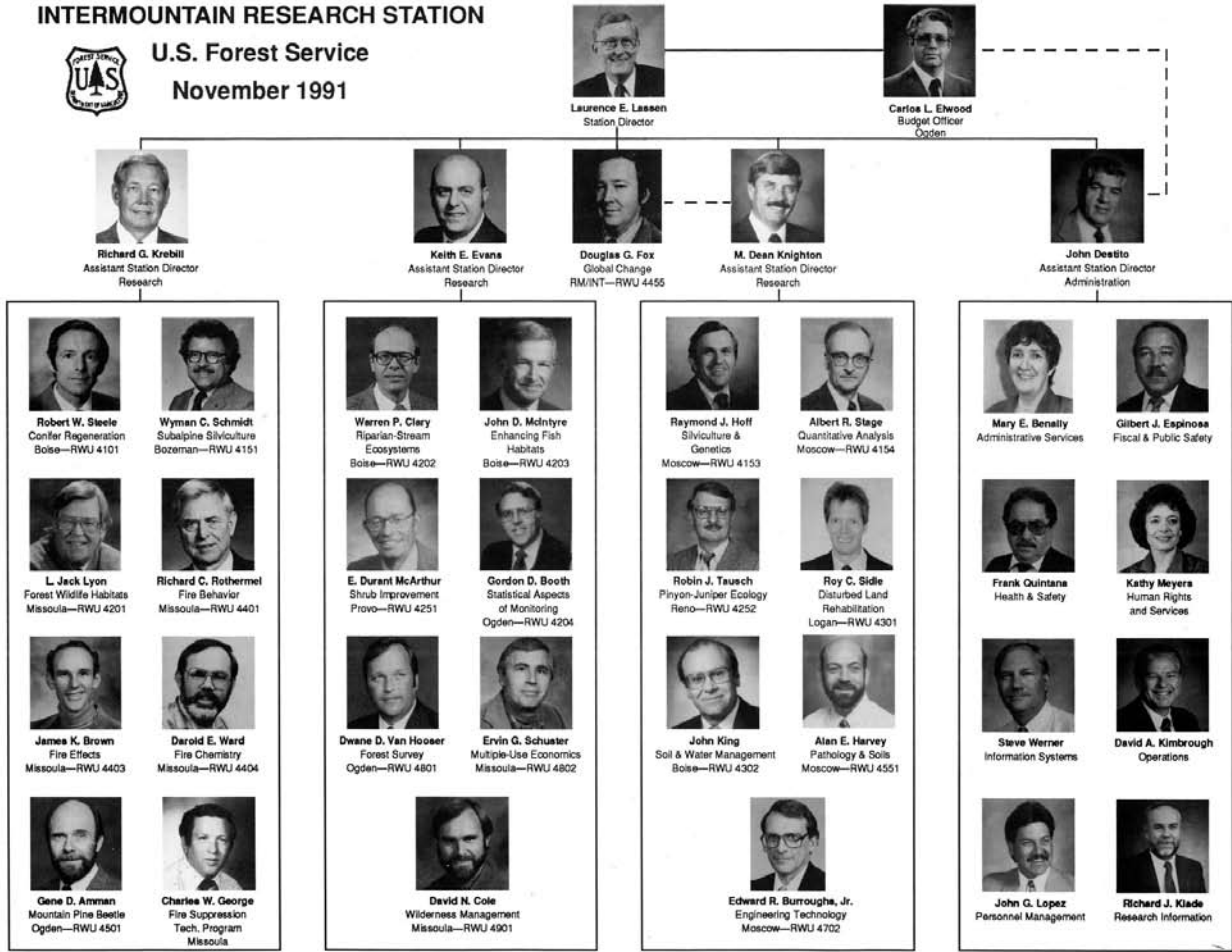 INTERMOUNTAIN RESEARCH STATION
U.S. Forest Service
November 1991
FOREST SERVICE
U S
DEPARTMENT OF AGRICULTURE
Laurence E. Lassen
Station Director
Carlos L. Elwood
Budget Officer
Ogden
Richard G. Krebill
Assistant Station Director
Research
Keith E. Evans
Assistant Station Director
Research
Douglas G. Fox
Global Change
RM/INT—RWU 4455
M. Dean Knighton
Assistant Station Director
Research
John Destito
Assistant Station Director
Administration
Robert W. Steele
Conifer Regeneration
Boise—RWU 4101
Wyman C. Schmidt
Subalpine Silviculture
Bozeman—RWU 4151
L. Jack Lyon
Forest Wildlife Habitats
Missoula—RWU 4201
Richard C. Rothermel
Fire Behavior
Missoula—RWU 4401
James K. Brown
Fire Effects
Missoula—RWU 4403
Darold E. Ward
Fire Chemistry
Missoula—RWU 4404
Gene D. Amman
Mountain Pine Beetle
Ogden—RWU 4501
Charles W. George
Fire Suppression
Tech. Program
Missoula
Warren P. Clary
Riparian-Stream
Ecosystems
Boise—RWU 4202
John D. McIntyre
Enhancing Fish
Habitats
Boise—RWU 4203
E. Durant McArthur
Shrub Improvement
Provo—RWU 4251
Gordon D. Booth
Statistical Aspects
of Monitoring
Ogden—RWU 4204
Dwane D. Van Hooser
Forest Survey
Ogden—RWU 4801
Ervin G. Schuster
Multiple-Use Economics
Missoula—RWU 4802
David N. Cole
Wilderness Management
Missoula—RWU 4901
Raymond J. Hoff
Silviculture &
Genetics
Moscow—RWU 4153
Albert R. Stage
Quantitative Analysis
Moscow—RWU 4154
Robin J. Tausch
Pinyon-Juniper Ecology
Reno—RWU 4252
Roy C. Sidle
Disturbed Land
Rehabilitation
Logan—RWU 4301
John King
Soil & Water Management
Boise—RWU 4302
Alan E. Harvey
Pathology & Soils
Moscow—RWU 4551
Edward R. Burroughs, Jr.
Engineering Technology
Moscow—RWU 4702
Mary E. Benally
Administrative Services
Gilbert J. Espinosa
Fiscal & Public Safety
Frank Quintana
Health & Safety
Kathy Meyers
Human Rights
and Services
Steve Werner
Information Systems
David A. Kimbrough
Operations
John G. Lopez
Personnel Management
Richard J. Klade
Research Information